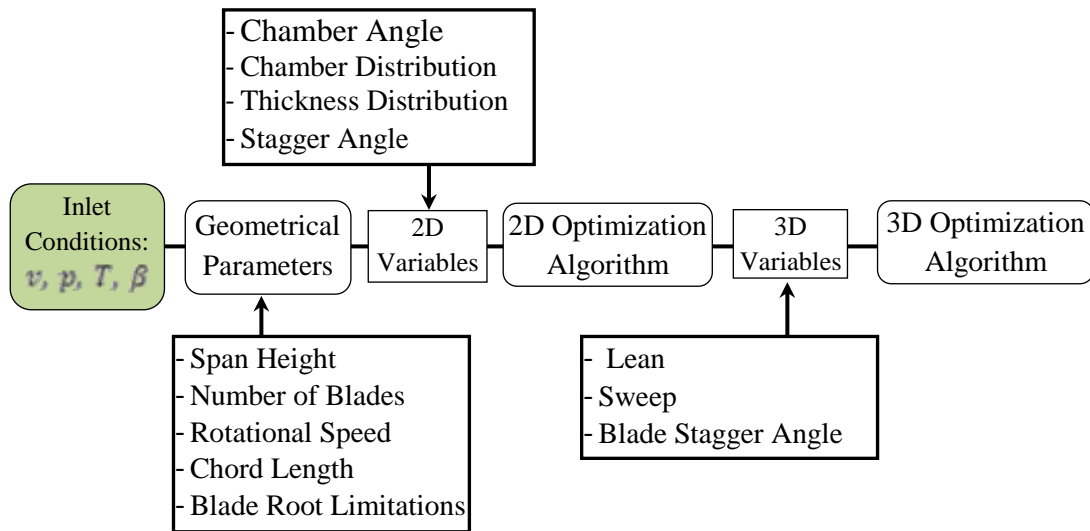 - Chamber Angle
- Chamber Distribution
- Thickness Distribution
- Stagger Angle
Inlet
Conditions:
v, p, T, β
Geometrical
Parameters
2D
Variables
2D Optimization
Algorithm
3D
Variables
3D Optimization
Algorithm
- Span Height
- Number of Blades
- Rotational Speed
- Chord Length
- Blade Root Limitations
- Lean
- Sweep
- Blade Stagger Angle